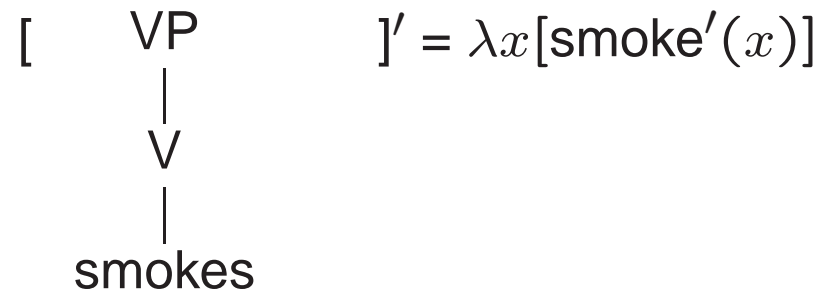 [ VP ]′ = λx[smoke′(x)]
V
smokes